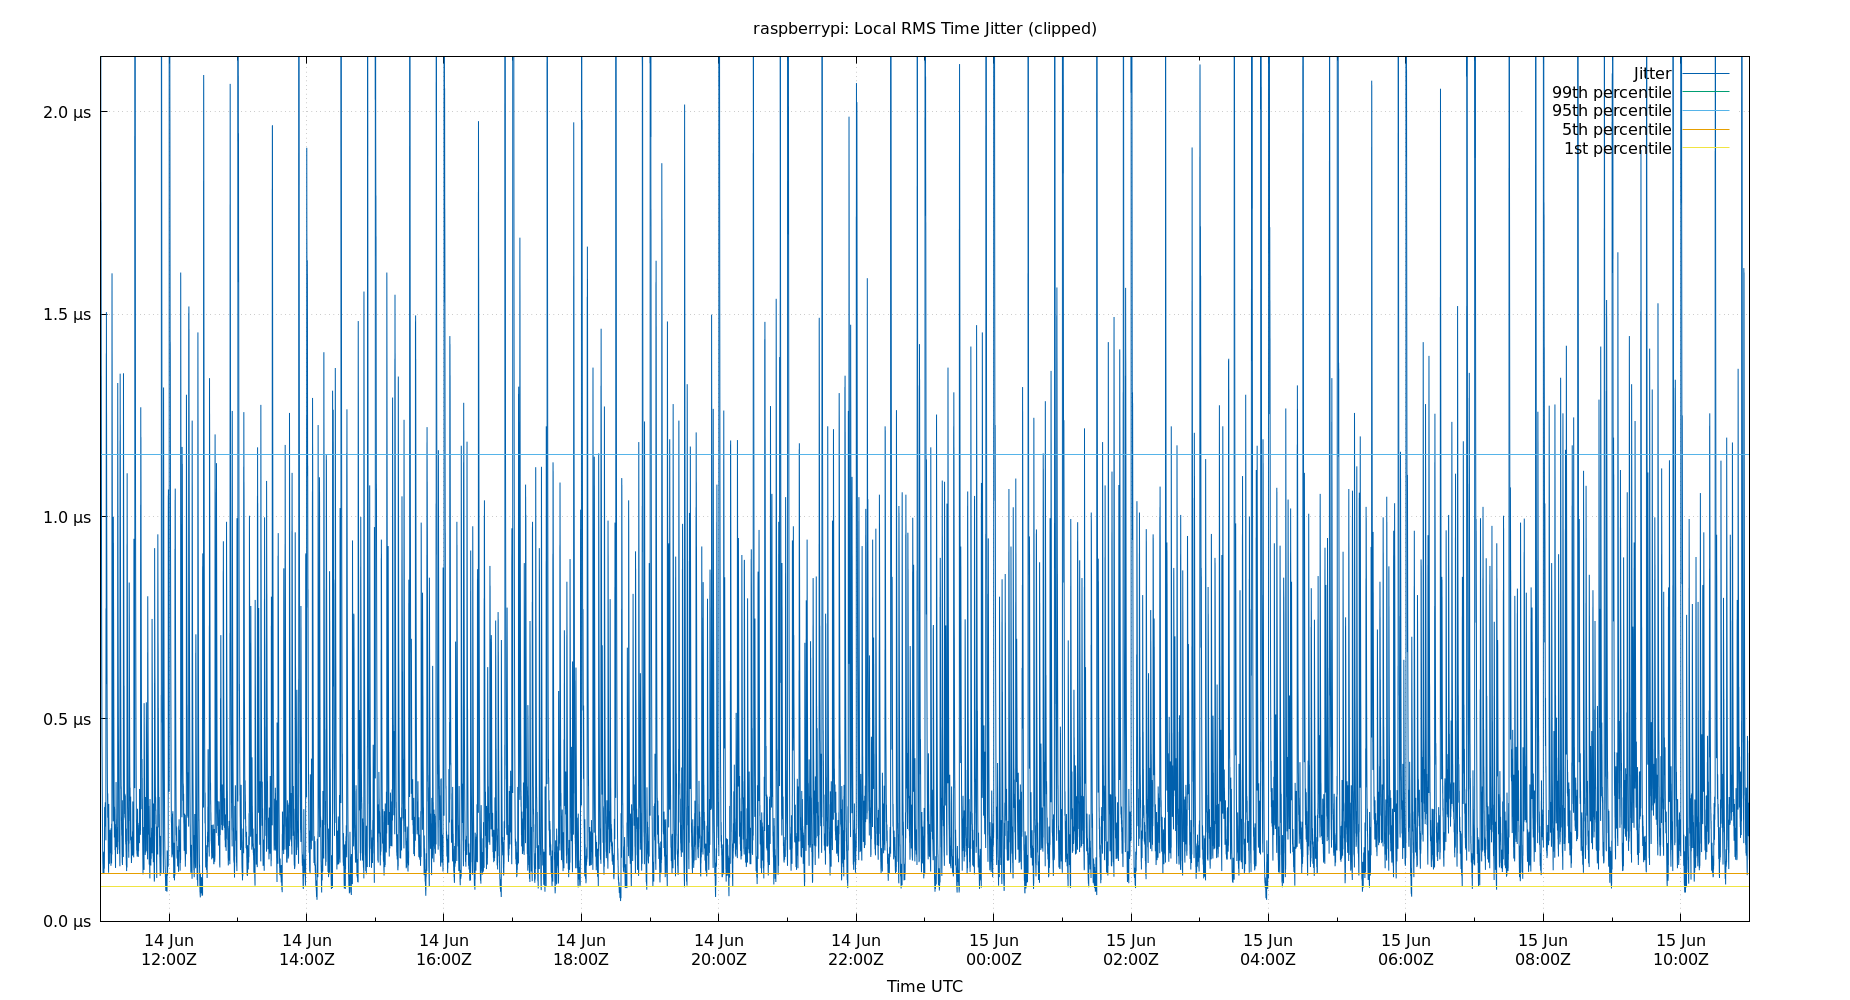 raspberrypi: Local RMS Time Jitter (clipped)
Jitter
99th percentile
95th percentile
5th percentile
1st percentile
2.0 µs
1.5 µs
1.0 µs
0.5 µs
0.0 µs
14 Jun 14 Jun 14 Jun 14 Jun 14 Jun 14 Jun 15 Jun 15 Jun 15 Jun 15 Jun 15 Jun 15 Jun
12:00Z 14:00Z 16:00Z 18:00Z 20:00Z 22:00Z 00:00Z 02:00Z 04:00Z 06:00Z 08:00Z 10:00Z
Time UTC